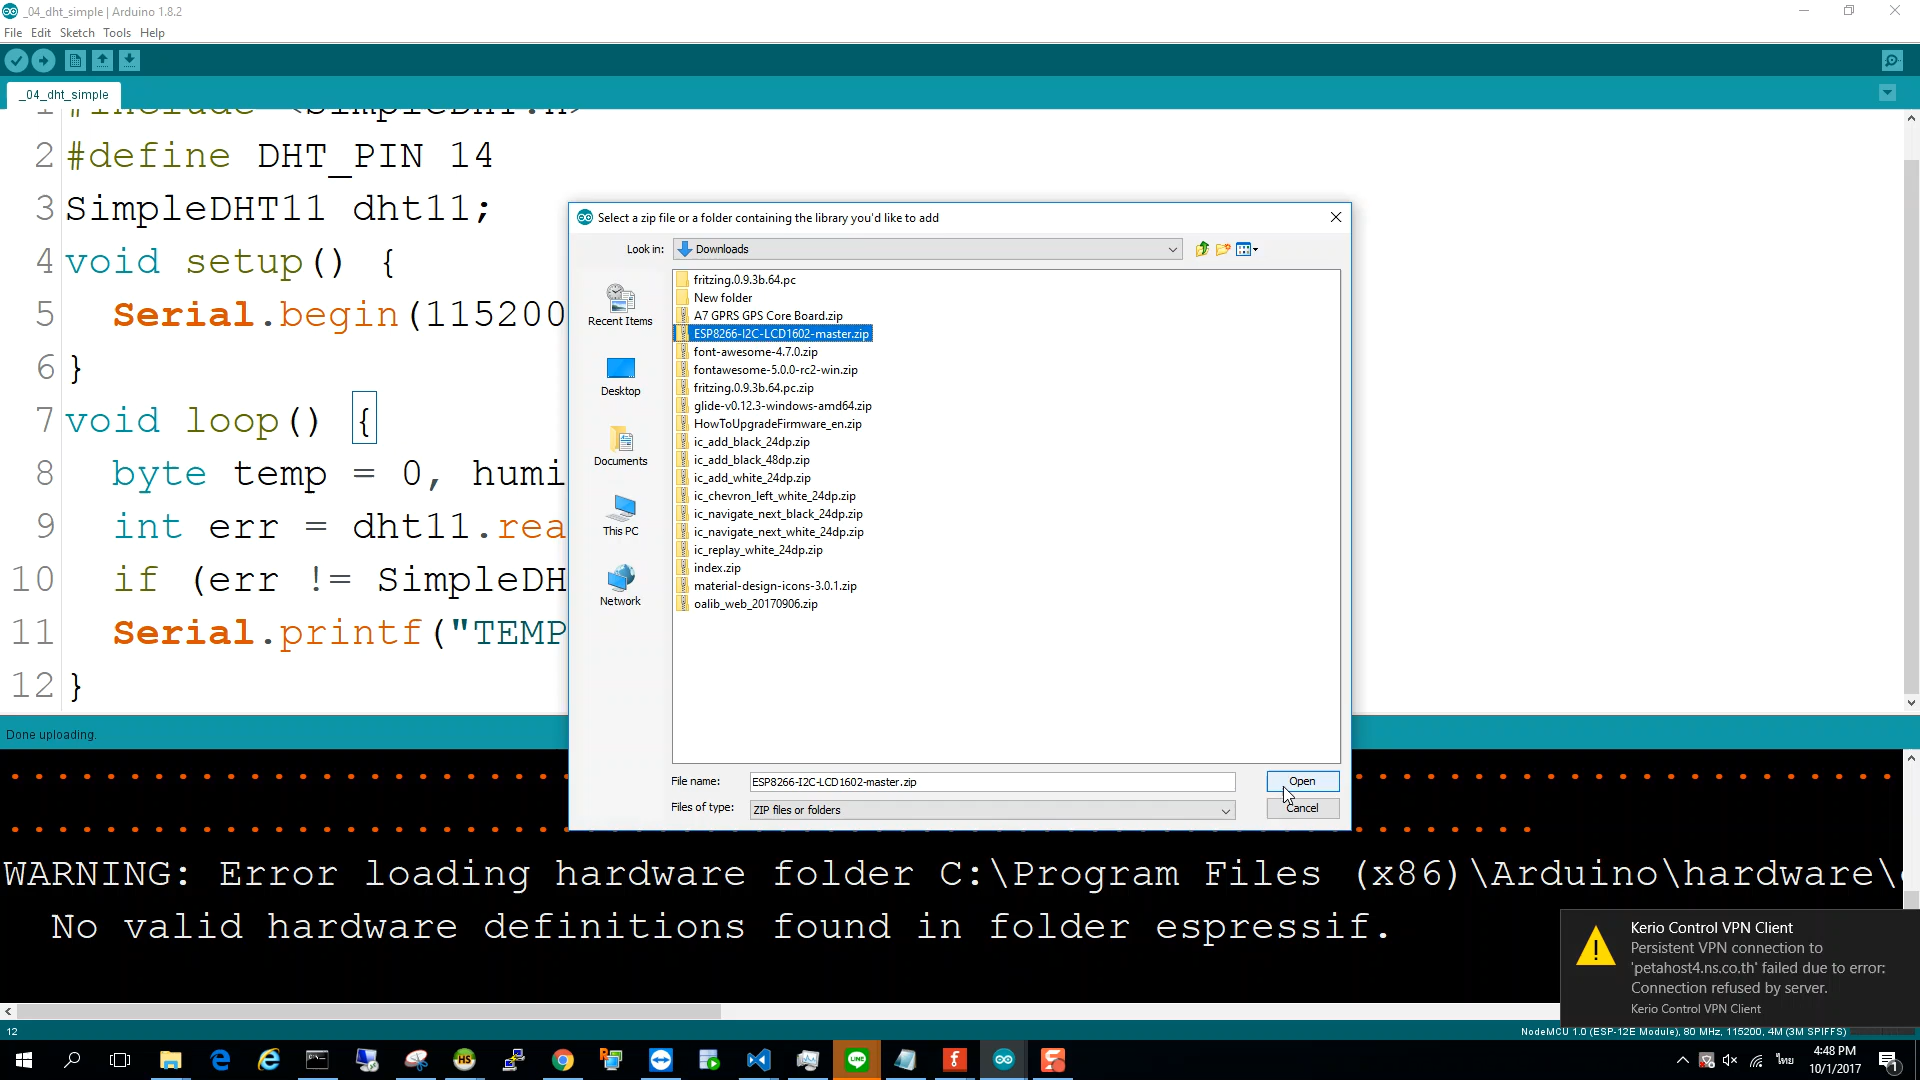 _04_dht_simple | Arduino 1.8.2
File Edit Sketch Tools Help
_04_dht_simple
1 #include <SimpleDHT.h>
2 #define DHT_PIN 14
3 SimpleDHT11 dht11;
4 void setup() {
5 Serial.begin(115200
6 }
7 void loop() {
8 byte temp = 0, humi
9 int err = dht11.rea
10 if (err != SimpleDH
11 Serial.printf("TEMP
12 }
Select a zip file or a folder containing the library you'd like to add
Look in: Downloads
Recent Items
Desktop
Documents
This PC
Network
fritzing.0.9.3b.64.pc
New folder
A7 GPRS GPS Core Board.zip
ESP8266-I2C-LCD1602-master.zip
font-awesome-4.7.0.zip
fontawesome-5.0.0-rc2-win.zip
fritzing.0.9.3b.64.pc.zip
glide-v0.12.3-windows-amd64.zip
HowToUpgradeFirmware_en.zip
ic_add_black_24dp.zip
ic_add_black_48dp.zip
ic_add_white_24dp.zip
ic_chevron_left_white_24dp.zip
ic_navigate_next_black_24dp.zip
ic_navigate_next_white_24dp.zip
ic_replay_white_24dp.zip
index.zip
material-design-icons-3.0.1.zip
oalib_web_20170906.zip
File name: ESP8266-I2C-LCD1602-master.zip Open
Files of type: ZIP files or folders Cancel
Done uploading.
WARNING: Error loading hardware folder C:\Program Files (x86)\Arduino\hardware\
No valid hardware definitions found in folder espressif.
Kerio Control VPN Client
Persistent VPN connection to
'petahost4.ns.co.th' failed due to error:
Connection refused by server.
Kerio Control VPN Client
12 NodeMCU 1.0 (ESP-12E Module), 80 MHz, 115200, 4M (3M SPIFFS)
HS
LINE
ไทย
4:48 PM
10/1/2017
1